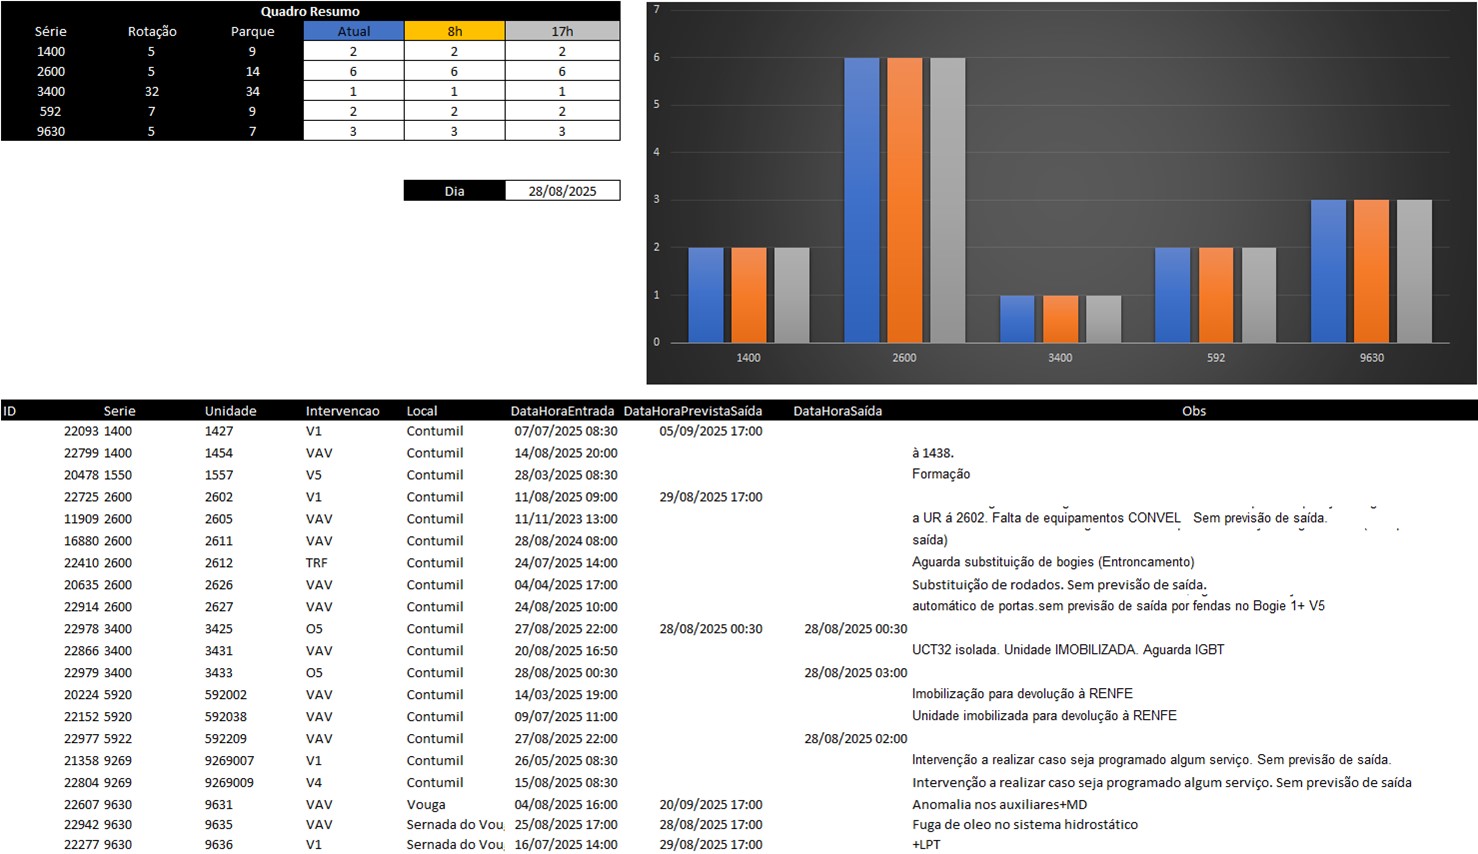 Quadro Resumo
Série Rotação Parque Atual 8h 17h
1400 5 9 2 2 2
2600 5 14 6 6 6
3400 32 34 1 1 1
592 7 9 2 2 2
9630 5 7 3 3 3
Dia 28/08/2025
7
6
5
4
3
2
1
0
1400 2600 3400 592 9630
ID Serie Unidade Intervencao Local DataHoraEntrada DataHoraPrevistaSaída DataHoraSaída Obs
22093 1400 1427 V1 Contumil 07/07/2025 08:30 05/09/2025 17:00
22799 1400 1454 VAV Contumil 14/08/2025 20:00 à 1438.
20478 1550 1557 V5 Contumil 28/03/2025 08:30 Formação
22725 2600 2602 V1 Contumil 11/08/2025 09:00 29/08/2025 17:00
11909 2600 2605 VAV Contumil 11/11/2023 13:00 a UR á 2602. Falta de equipamentos CONVEL Sem previsão de saída.
16880 2600 2611 VAV Contumil 28/08/2024 08:00 saída)
22410 2600 2612 TRF Contumil 24/07/2025 14:00 Aguarda substituição de bogies (Entroncamento)
20635 2600 2626 VAV Contumil 04/04/2025 17:00 Substituição de rodados. Sem previsão de saída.
22914 2600 2627 VAV Contumil 24/08/2025 10:00 automático de portas.sem previsão de saída por fendas no Bogie 1+ V5
22978 3400 3425 O5 Contumil 27/08/2025 22:00 28/08/2025 00:30 28/08/2025 00:30
22866 3400 3431 VAV Contumil 20/08/2025 16:50 UCT32 isolada. Unidade IMOBILIZADA. Aguarda IGBT
22979 3400 3433 O5 Contumil 28/08/2025 00:30 28/08/2025 03:00
20224 5920 592002 VAV Contumil 14/03/2025 19:00 Imobilização para devolução à RENFE
22152 5920 592038 VAV Contumil 09/07/2025 11:00 Unidade imobilizada para devolução à RENFE
22977 5922 592209 VAV Contumil 27/08/2025 22:00 28/08/2025 02:00
21358 9269 9269007 V1 Contumil 26/05/2025 08:30 Intervenção a realizar caso seja programado algum serviço. Sem previsão de saída.
22804 9269 9269009 V4 Contumil 15/08/2025 08:30 Intervenção a realizar caso seja programado algum serviço. Sem previsão de saída
22607 9630 9631 VAV Vouga 04/08/2025 16:00 20/09/2025 17:00 Anomalia nos auxiliares+MD
22942 9630 9635 VAV Sernada do Vou 25/08/2025 17:00 28/08/2025 17:00 Fuga de oleo no sistema hidrostático
22277 9630 9636 V1 Sernada do Vou 16/07/2025 14:00 29/08/2025 17:00 +LPT